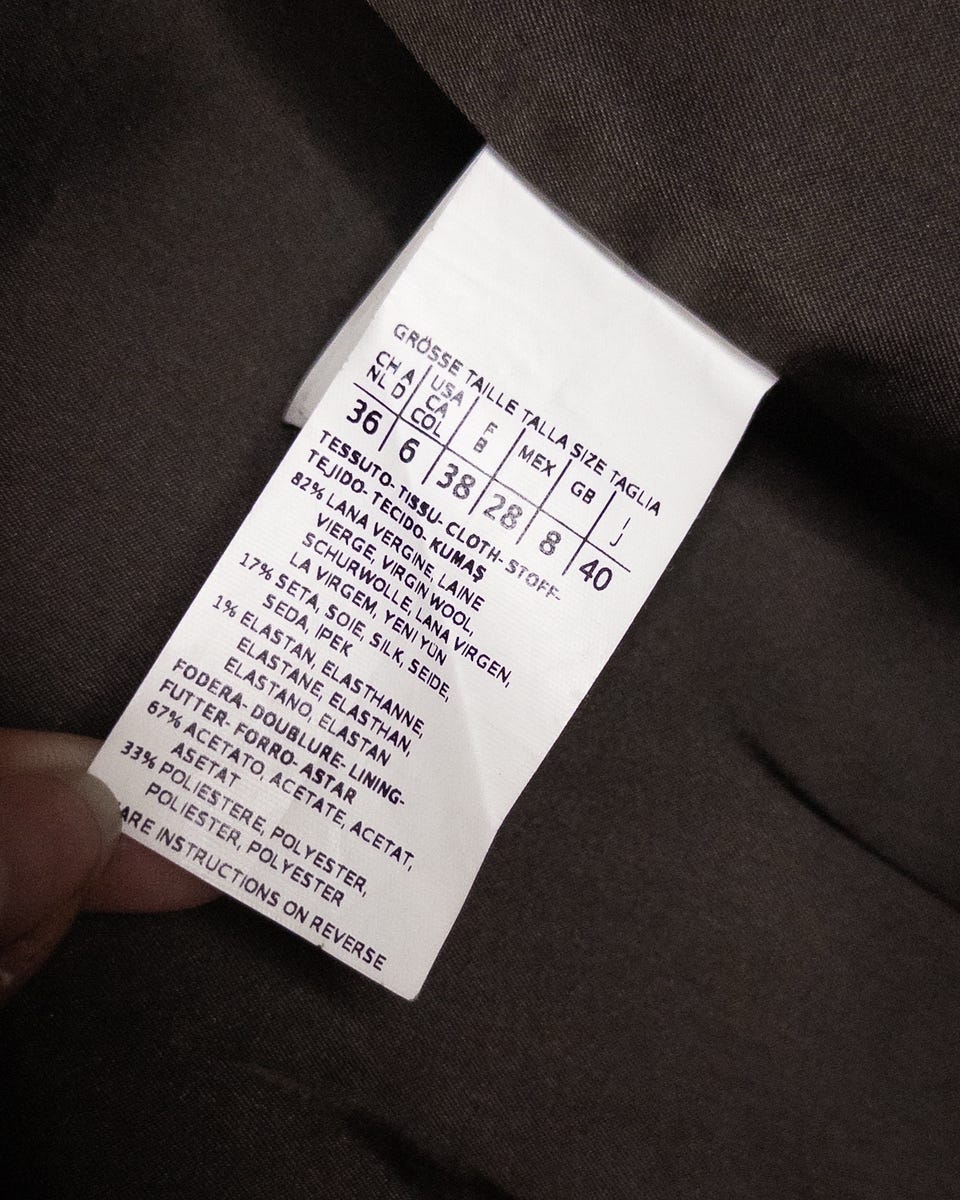 GRÖSSE TAILLE TALLA SIZE TAGLIA
CH A NL D | USA CA COL | F B | MEX | GB | I J
36 | 6 | 38 | 28 | 8 | 40
TESSUTO- TISSU- CLOTH- STOFF-
TEJIDO- TECIDO- KUMAŞ
82% LANA VERGINE, LAINE
VIERGE, VIRGIN WOOL,
SCHURWOLLE, LANA VIRGEN,
LA VIRGEM, YENI YÜN
17% SETA, SOIE, SILK, SEIDE,
SEDA, IPEK
1% ELASTAN, ELASTHANNE,
ELASTANE, ELASTHAN,
ELASTANO, ELASTAN
FODERA- DOUBLURE- LINING-
FUTTER- FORRO- ASTAR
67% ACETATO, ACETATE, ACETAT,
ASETAT
33% POLIESTERE, POLYESTER,
POLIESTER, POLYESTER
ARE INSTRUCTIONS ON REVERSE